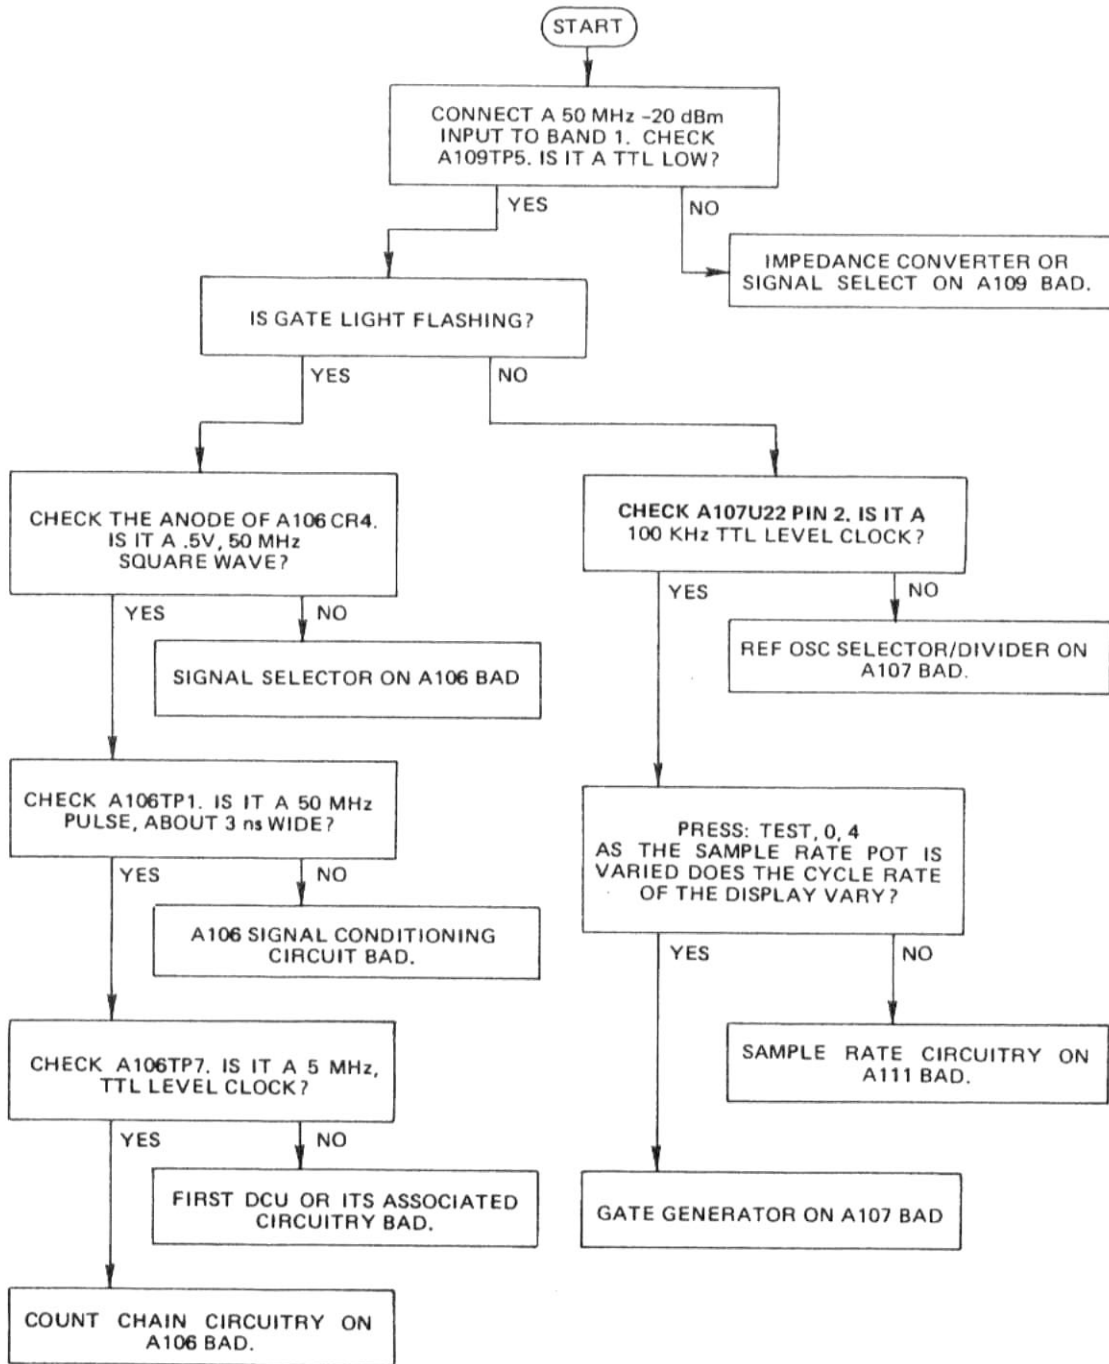 START
CONNECT A 50 MHz -20 dBm
INPUT TO BAND 1. CHECK
A109TP5. IS IT A TTL LOW?
YES
NO
IMPEDANCE CONVERTER OR
SIGNAL SELECT ON A109 BAD.
IS GATE LIGHT FLASHING?
YES
NO
CHECK THE ANODE OF A106 CR4.
IS IT A .5V, 50 MHz
SQUARE WAVE?
CHECK A107U22 PIN 2. IS IT A
100 KHz TTL LEVEL CLOCK?
YES
NO
YES
NO
SIGNAL SELECTOR ON A106 BAD
REF OSC SELECTOR/DIVIDER ON
A107 BAD.
CHECK A106TP1. IS IT A 50 MHz
PULSE, ABOUT 3 ns WIDE?
PRESS: TEST, 0, 4
AS THE SAMPLE RATE POT IS
VARIED DOES THE CYCLE RATE
OF THE DISPLAY VARY?
YES
NO
A106 SIGNAL CONDITIONING
CIRCUIT BAD.
YES
NO
CHECK A106TP7. IS IT A 5 MHz,
TTL LEVEL CLOCK?
SAMPLE RATE CIRCUITRY ON
A111 BAD.
YES
NO
FIRST DCU OR ITS ASSOCIATED
CIRCUITRY BAD.
GATE GENERATOR ON A107 BAD
COUNT CHAIN CIRCUITRY ON
A106 BAD.